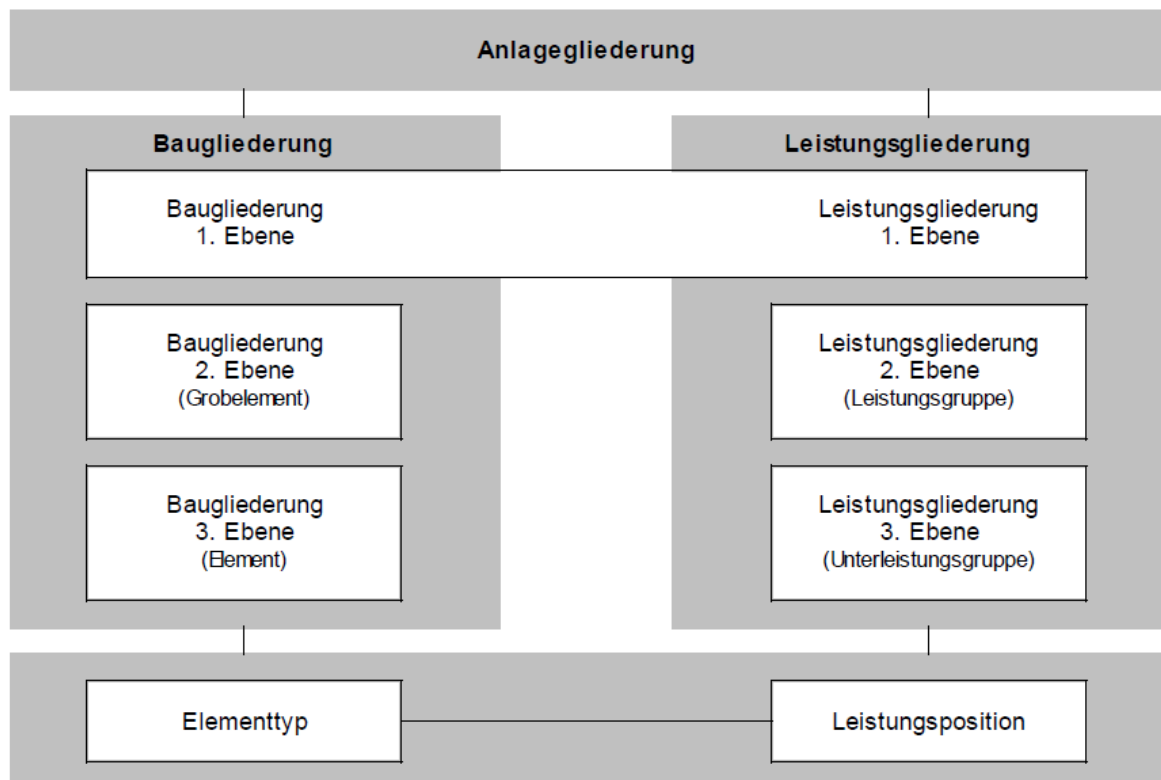 Anlagegliederung
Baugliederung
Leistungsgliederung
Baugliederung
1. Ebene
Leistungsgliederung
1. Ebene
Baugliederung
2. Ebene
(Grobelement)
Leistungsgliederung
2. Ebene
(Leistungsgruppe)
Baugliederung
3. Ebene
(Element)
Leistungsgliederung
3. Ebene
(Unterleistungsgruppe)
Elementtyp
Leistungsposition